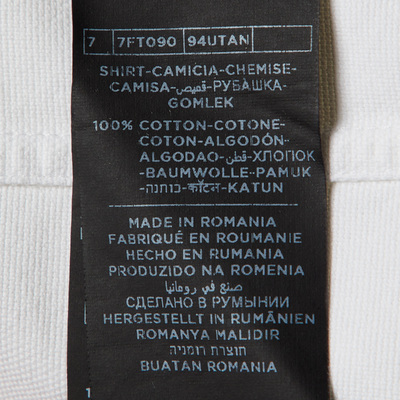 7 7FT090 94UTAN
SHIRT-CAMICIA-CHEMISE-
CAMISA-قميص-РУБАШКА-
GOMLEK
100% COTTON-COTONE-
COTON-ALGODÓN-
ALGODAO-قطن-ХЛОПОК
-BAUMWOLLE-PAMUK
-כותנה-कॉटन-KATUN
MADE IN ROMANIA
FABRIQUÉ EN ROUMANIE
HECHO EN RUMANIA
PRODUZIDO NA ROMENIA
صنع في رومانيا
СДЕЛАНО В РУМЫНИИ
HERGESTELLT IN RUMÄNIEN
ROMANYA MALIDIR
תוצרת רומניה
BUATAN ROMANIA
1